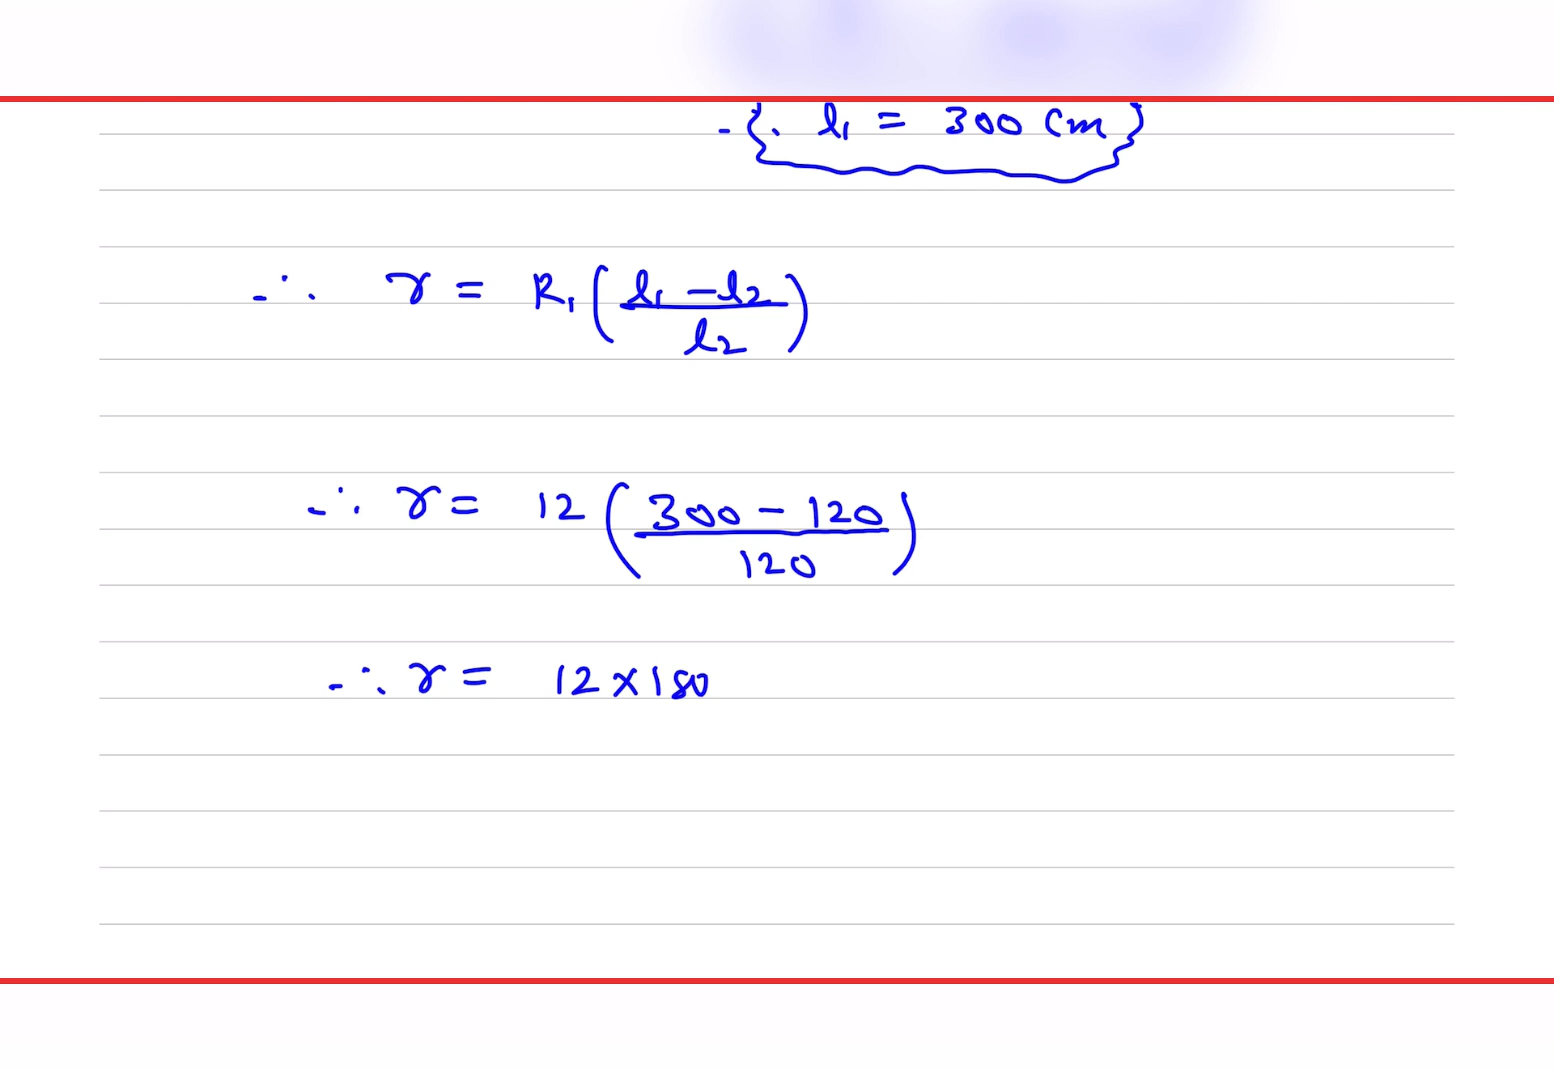 ∴ { l₁ = 300 cm }
∴ r = R₁ ( (l₁ - l₂) / l₂ )
∴ r = 12 ( (300 - 120) / 120 )
∴ r = 12 × 180